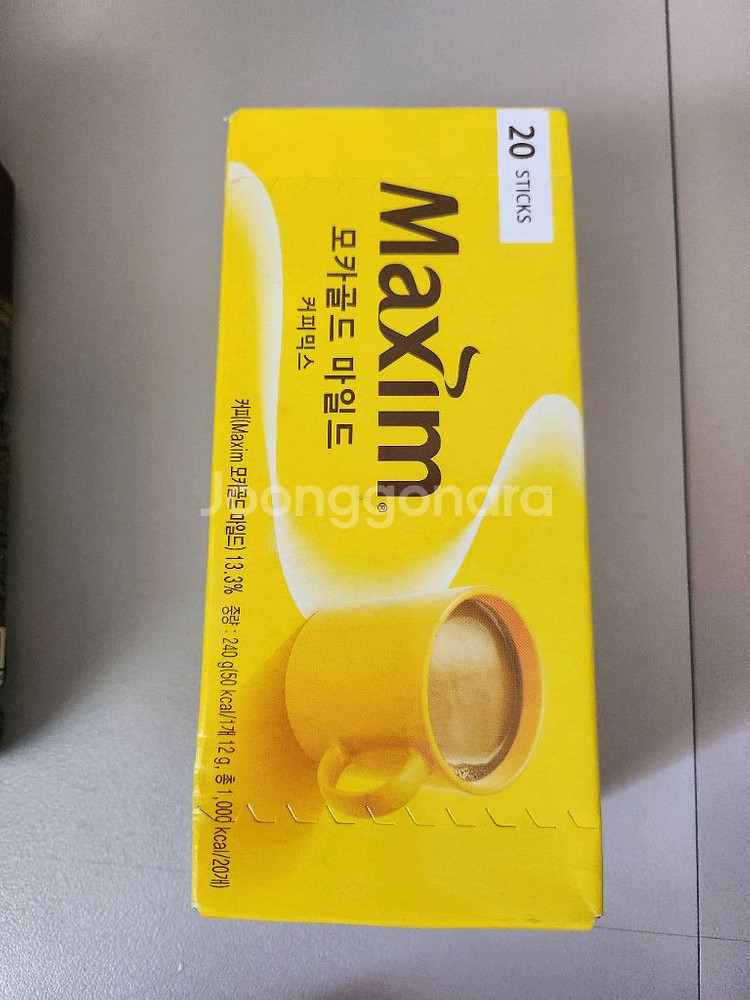 20 STICKS
Maxim®
모카골드 마일드
커피믹스
커피(Maxim 모카골드 마일드) 13.3% 중량 : 240 g(50 kcal/1개 12 g, 총 1,000 kcal/20개)
Joonggonara